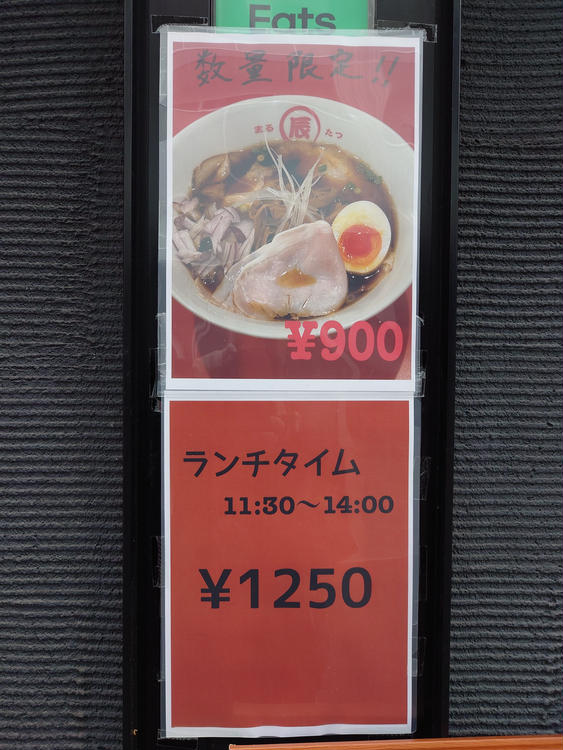 Eats
数量限定!!
まる 辰 たつ
¥900
ランチタイム
11:30～14:00
¥1250